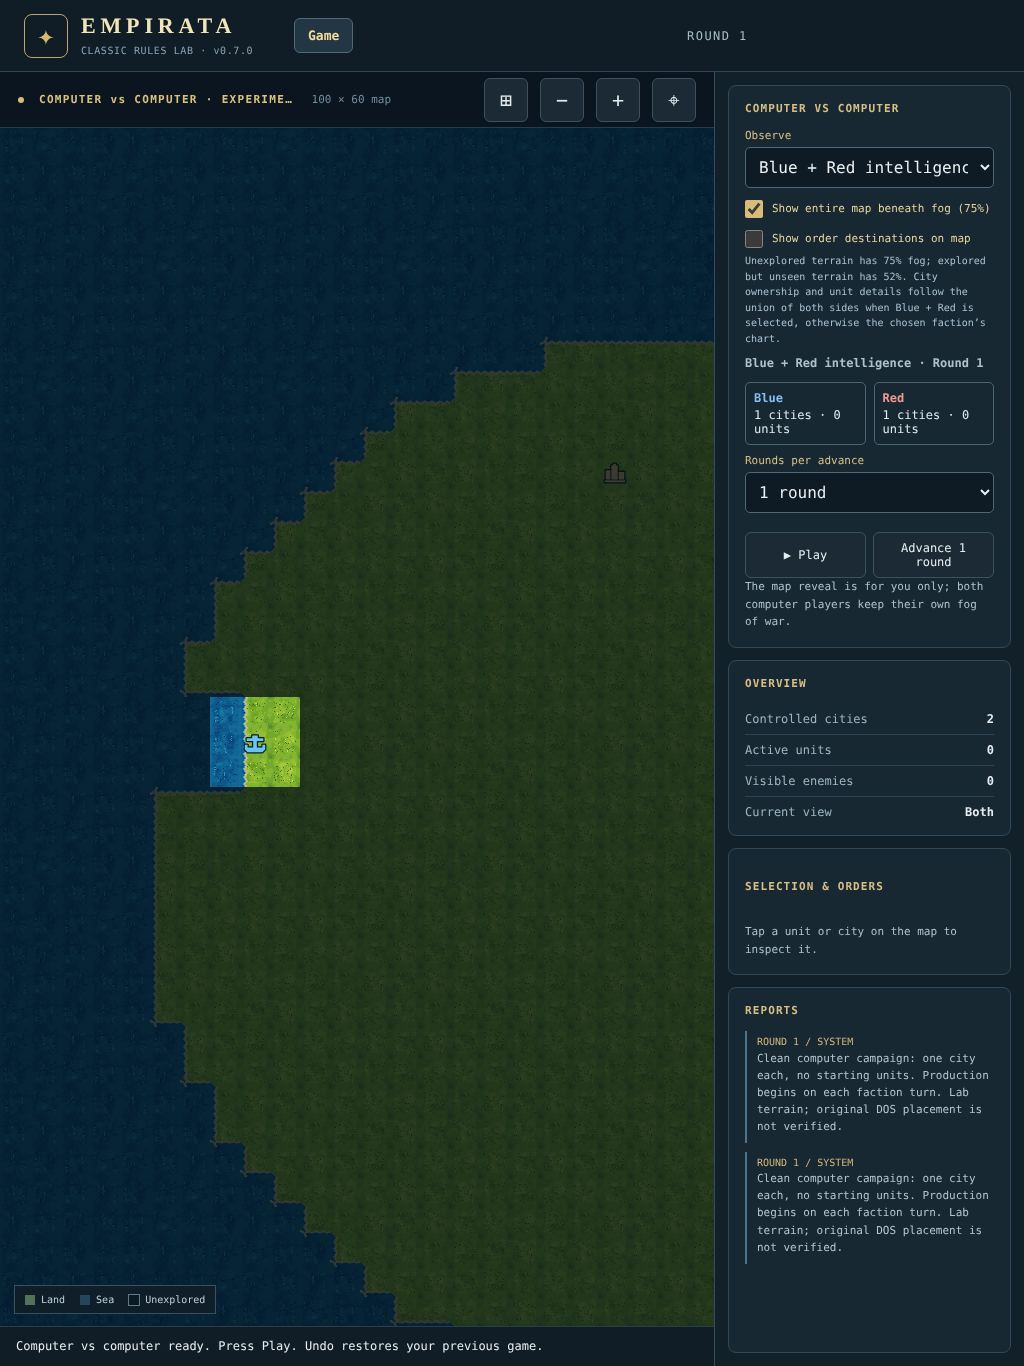 EMPIRATA
CLASSIC RULES LAB · v0.7.0
Game
ROUND 1
COMPUTER vs COMPUTER · EXPERIME…
100 × 60 map
COMPUTER VS COMPUTER
Observe
Blue + Red intelligenc
Show entire map beneath fog (75%)
Show order destinations on map
Unexplored terrain has 75% fog; explored
but unseen terrain has 52%. City
ownership and unit details follow the
union of both sides when Blue + Red is
selected, otherwise the chosen faction’s
chart.
Blue + Red intelligence · Round 1
Blue
1 cities · 0
units
Red
1 cities · 0
units
Rounds per advance
1 round
▶ Play
Advance 1
round
The map reveal is for you only; both
computer players keep their own fog
of war.
OVERVIEW
Controlled cities 2
Active units 0
Visible enemies 0
Current view Both
SELECTION & ORDERS
Tap a unit or city on the map to
inspect it.
REPORTS
ROUND 1 / SYSTEM
Clean computer campaign: one city
each, no starting units. Production
begins on each faction turn. Lab
terrain; original DOS placement is
not verified.
ROUND 1 / SYSTEM
Clean computer campaign: one city
each, no starting units. Production
begins on each faction turn. Lab
terrain; original DOS placement is
not verified.
Land Sea Unexplored
Computer vs computer ready. Press Play. Undo restores your previous game.